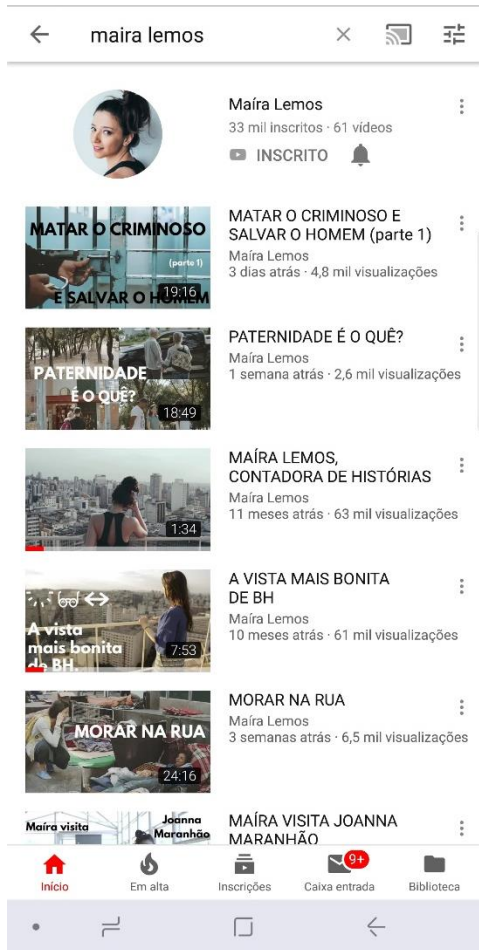 maira lemos
Maíra Lemos
33 mil inscritos · 61 vídeos
INSCRITO
MATAR O CRIMINOSO
(parte 1)
E SALVAR O HOMEM
19:16
MATAR O CRIMINOSO E
SALVAR O HOMEM (parte 1)
Maíra Lemos
3 dias atrás · 4,8 mil visualizações
PATERNIDADE
É O QUÊ?
18:49
PATERNIDADE É O QUÊ?
Maíra Lemos
1 semana atrás · 2,6 mil visualizações
1:34
MAÍRA LEMOS,
CONTADORA DE HISTÓRIAS
Maíra Lemos
11 meses atrás · 63 mil visualizações
A vista
mais bonita
de BH.
7:53
A VISTA MAIS BONITA
DE BH
Maíra Lemos
10 meses atrás · 61 mil visualizações
MORAR NA RUA
24:16
MORAR NA RUA
Maíra Lemos
3 semanas atrás · 6,5 mil visualizações
Maíra visita
Joanna
Maranhão
MAÍRA VISITA JOANNA
MARANHÃO
9+
Início
Em alta
Inscrições
Caixa entrada
Biblioteca